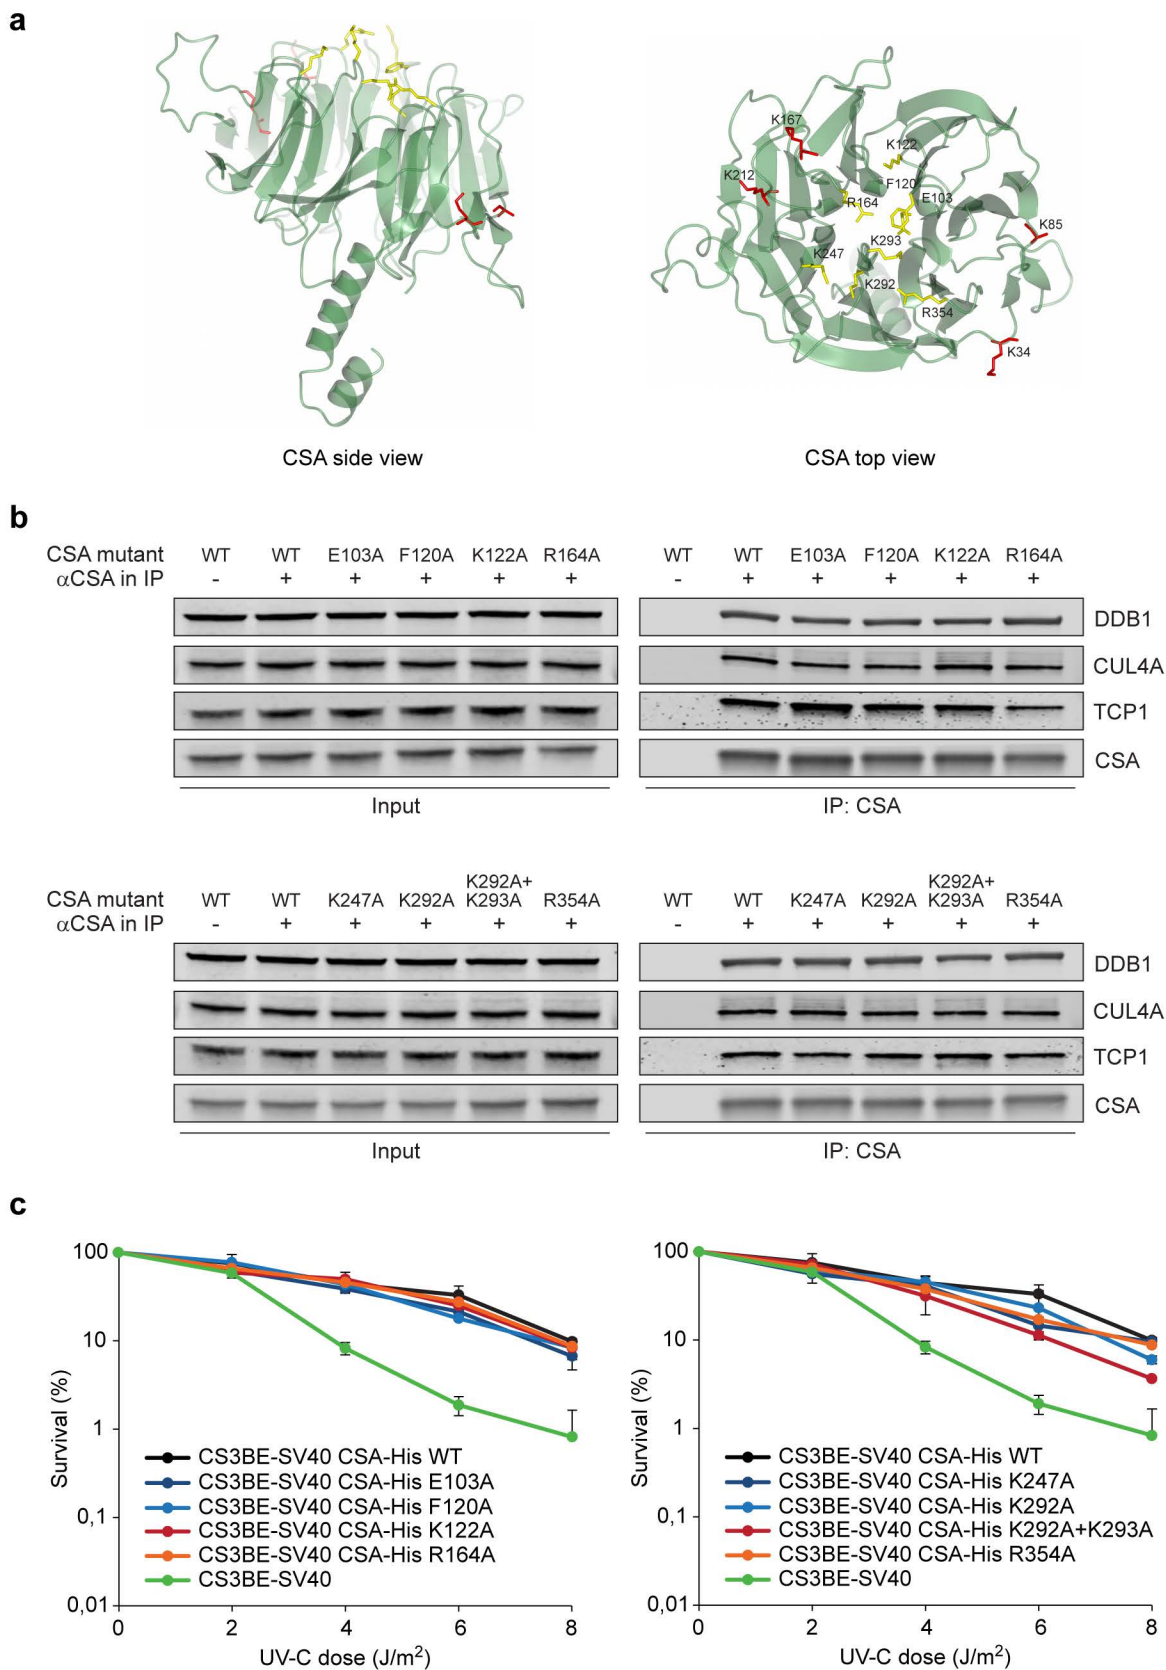 a
K167
K122
K212
F120
E103
R164
K85
K293
K247
K292
R354
K34
CSA side view
CSA top view
b
CSA mutant WT WT E103A F120A K122A R164A WT WT E103A F120A K122A R164A
αCSA in IP - + + + + + - + + + + +
DDB1
CUL4A
TCP1
CSA
Input
IP: CSA
K292A+ K292A+
CSA mutant WT WT K247A K292A K293A R354A WT WT K247A K292A K293A R354A
αCSA in IP - + + + + + - + + + + +
DDB1
CUL4A
TCP1
CSA
Input
IP: CSA
c
100
10
1
0,1
0,01
Survival (%)
CS3BE-SV40 CSA-His WT
CS3BE-SV40 CSA-His E103A
CS3BE-SV40 CSA-His F120A
CS3BE-SV40 CSA-His K122A
CS3BE-SV40 CSA-His R164A
CS3BE-SV40
0 2 4 6 8
UV-C dose (J/m²)
100
10
1
0,1
0,01
Survival (%)
CS3BE-SV40 CSA-His WT
CS3BE-SV40 CSA-His K247A
CS3BE-SV40 CSA-His K292A
CS3BE-SV40 CSA-His K292A+K293A
CS3BE-SV40 CSA-His R354A
CS3BE-SV40
0 2 4 6 8
UV-C dose (J/m²)